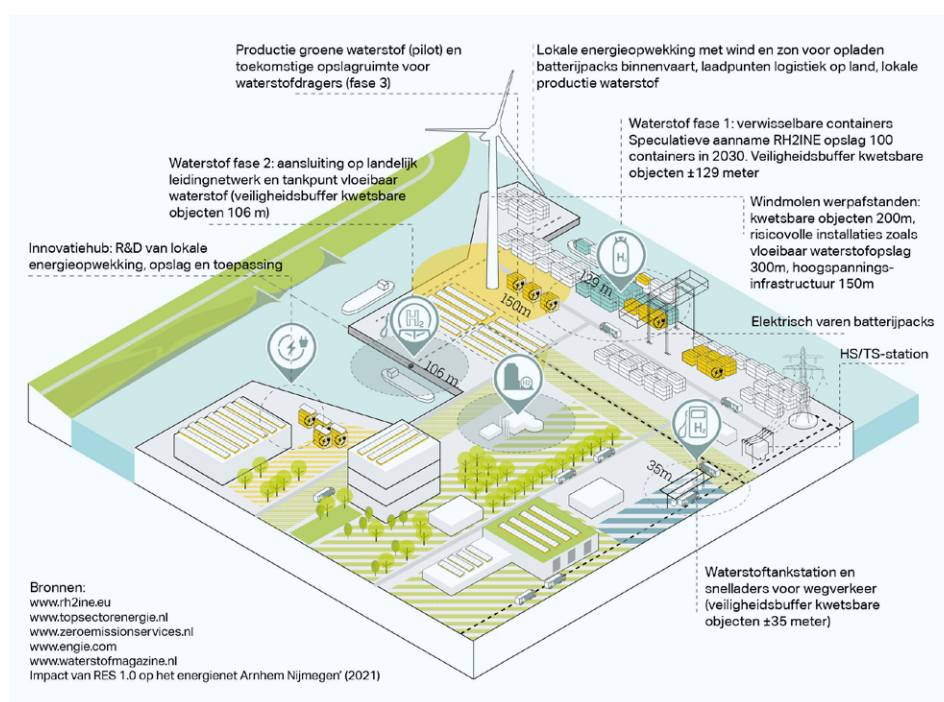 Productie groene waterstof (pilot) en
toekomstige opslagruimte voor
waterstofdragers (fase 3)
Lokale energieopwekking met wind en zon voor opladen
batterijpacks binnenvaart, laadpunten logistiek op land, lokale
productie waterstof
Waterstof fase 1: verwisselbare containers
Speculatieve aanname RH2INE opslag 100
containers in 2030. Veiligheidsbuffer kwetsbare
objecten ±129 meter
Waterstof fase 2: aansluiting op landelijk
leidingnetwerk en tankpunt vloeibaar
waterstof (veiligheidsbuffer kwetsbare
objecten 106 m)
Windmolen werpafstanden:
kwetsbare objecten 200m,
risicovolle installaties zoals
vloeibaar waterstofopslag
300m, hoogspannings-
infrastructuur 150m
Innovatiehub: R&D van lokale
energieopwekking, opslag en toepassing
H₂
129 m
150m
Elektrisch varen batterijpacks
H₂
HS/TS-station
106 m
H₂
35m
Waterstoftankstation en
snelladers voor wegverkeer
(veiligheidsbuffer kwetsbare
objecten ±35 meter)
Bronnen:
www.rh2ine.eu
www.topsectorenergie.nl
www.zeroemissionservices.nl
www.engie.com
www.waterstofmagazine.nl
Impact van RES 1.0 op het energienet Arnhem Nijmegen' (2021)